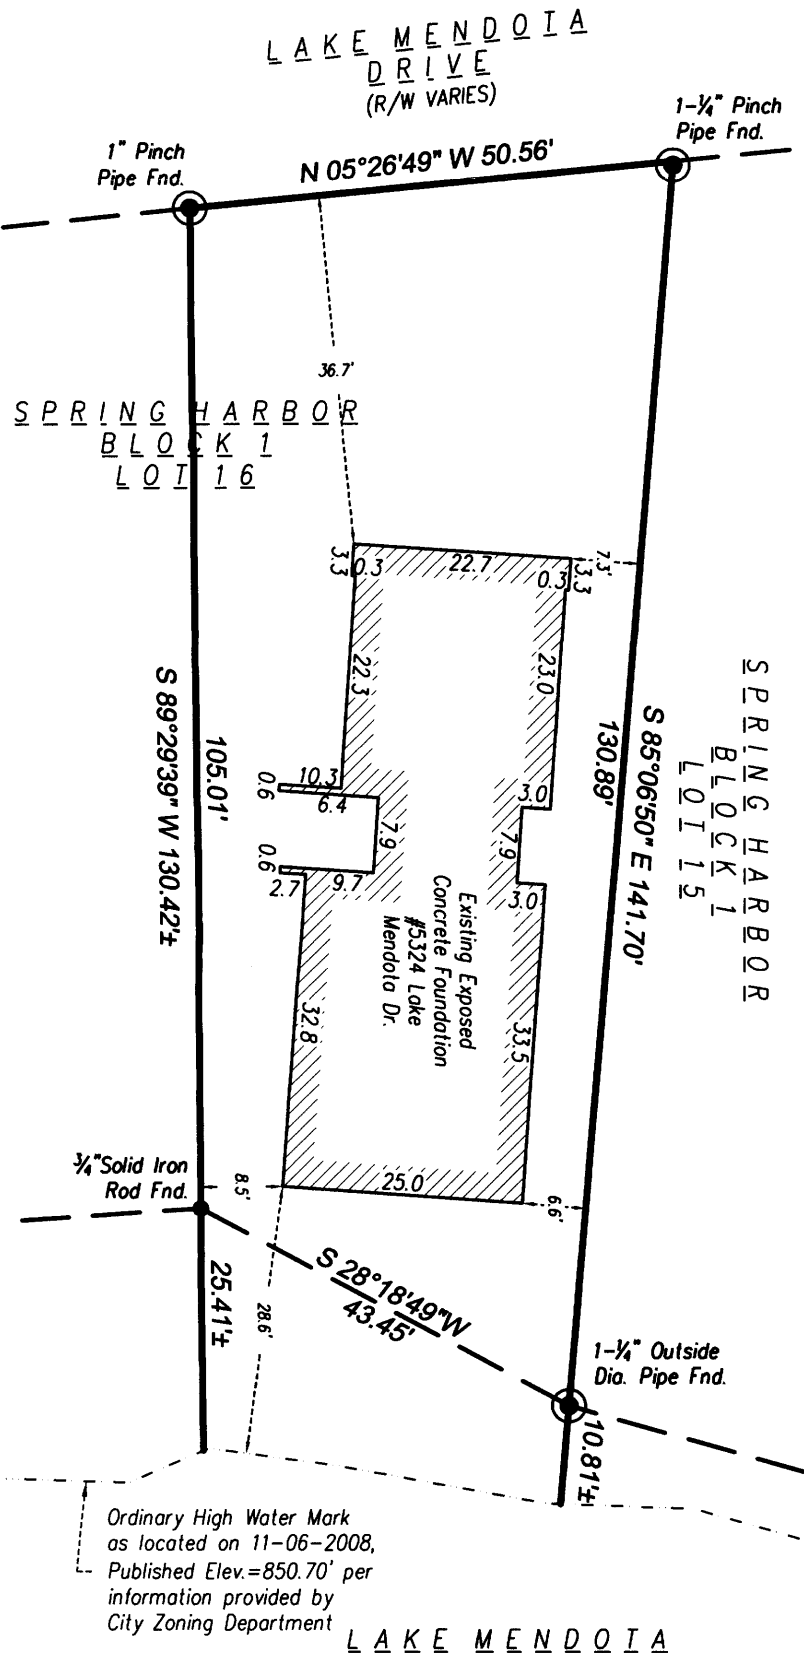 LAKE MENDOTA
DRIVE
(R/W VARIES)
1-¼" Pinch
Pipe Fnd.
1" Pinch
Pipe Fnd.
N 05°26'49" W 50.56'
36.7'
SPRING HARBOR
BLOCK 1
LOT 16
3.3
0.3
22.7
0.3
3.3
7.3'
22.3
23.0
SPRING HARBOR
BLOCK 1
LOT 15
S 85°06'50" E 141.70'
130.89'
S 89°29'39" W 130.42'±
105.01'
0.6
10.3
6.4
3.0
7.9
7.9
0.6
9.7
2.7
3.0
Existing Exposed
Concrete Foundation
#5324 Lake
Mendota Dr.
32.8
33.5
¾"Solid Iron
Rod Fnd.
8.5'
25.0
6.6'
S 28°18'49"W
43.45'
25.41'±
28.6'
1-¼" Outside
Dia. Pipe Fnd.
10.81'±
Ordinary High Water Mark
as located on 11-06-2008,
Published Elev.=850.70' per
information provided by
City Zoning Department
LAKE MENDOTA